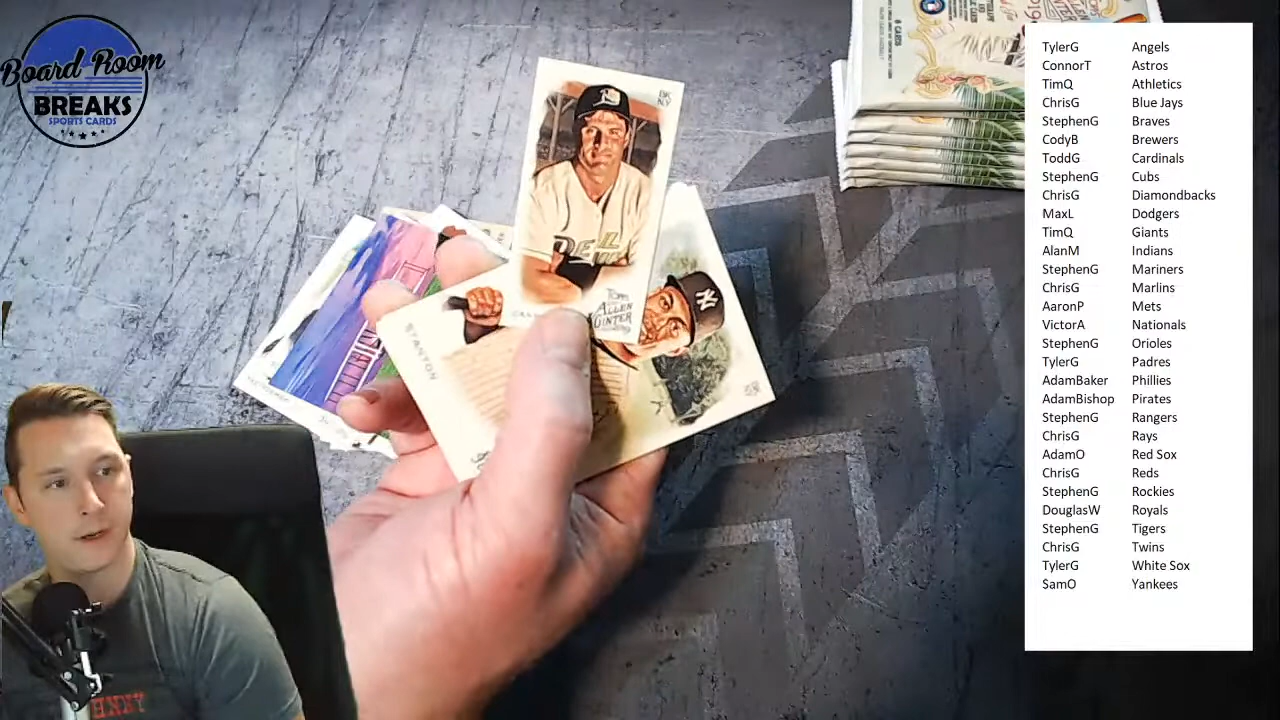 Board Room
BREAKS
SPORTS CARDS
TylerG Angels
ConnorT Astros
TimQ Athletics
ChrisG Blue Jays
StephenG Braves
CodyB Brewers
ToddG Cardinals
StephenG Cubs
ChrisG Diamondbacks
MaxL Dodgers
TimQ Giants
AlanM Indians
StephenG Mariners
ChrisG Marlins
AaronP Mets
VictorA Nationals
StephenG Orioles
TylerG Padres
AdamBaker Phillies
AdamBishop Pirates
StephenG Rangers
ChrisG Rays
AdamO Red Sox
ChrisG Reds
StephenG Rockies
DouglasW Royals
StephenG Tigers
ChrisG Twins
TylerG White Sox
SamO Yankees
TOPPS
ALLEN
GINTER
STANTON